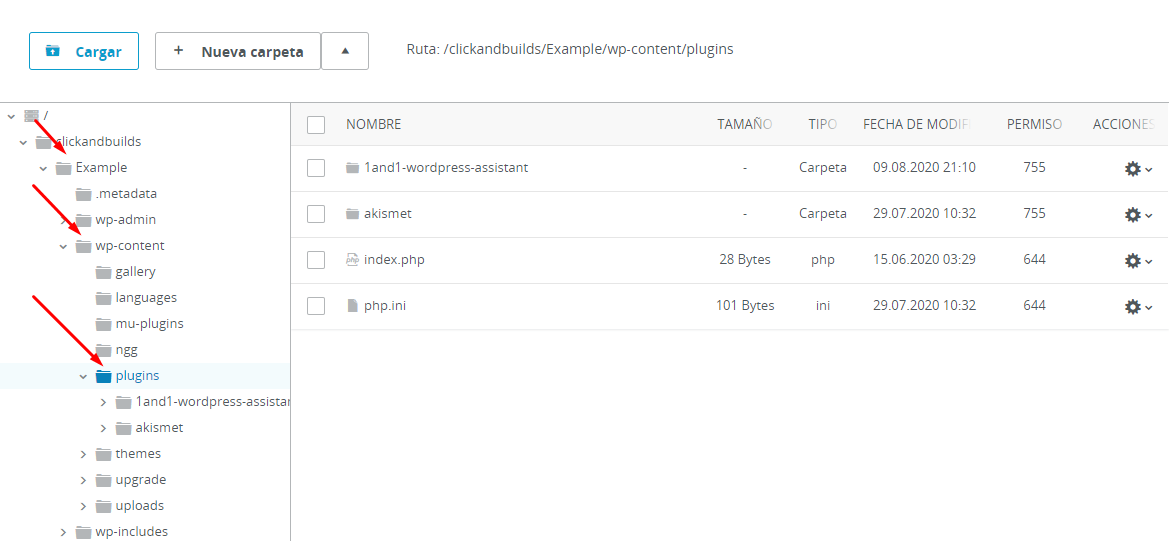 Cargar
+ Nueva carpeta
Ruta: /clickandbuilds/Example/wp-content/plugins
/
clickandbuilds
Example
.metadata
wp-admin
wp-content
gallery
languages
mu-plugins
ngg
plugins
1and1-wordpress-assistar
akismet
themes
upgrade
uploads
wp-includes
NOMBRE TAMAÑO TIPO FECHA DE MODIFI PERMISO ACCIONES
1and1-wordpress-assistant - Carpeta 09.08.2020 21:10 755
akismet - Carpeta 29.07.2020 10:32 755
php index.php 28 Bytes php 15.06.2020 03:29 644
php.ini 101 Bytes ini 29.07.2020 10:32 644